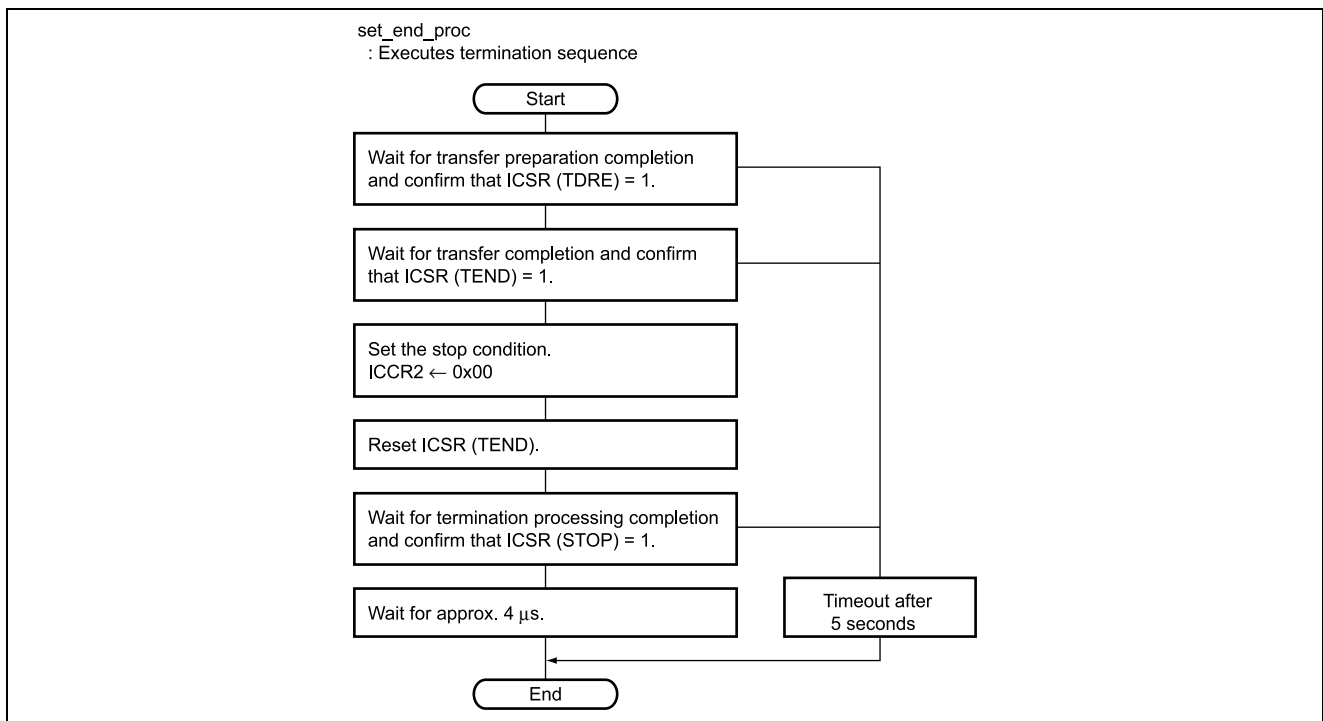 set_end_proc
: Executes termination sequence
Start
Wait for transfer preparation completion
and confirm that ICSR (TDRE) = 1.
Wait for transfer completion and confirm
that ICSR (TEND) = 1.
Set the stop condition.
ICCR2 ← 0x00
Reset ICSR (TEND).
Wait for termination processing completion
and confirm that ICSR (STOP) = 1.
Wait for approx. 4 μs.
Timeout after
5 seconds
End